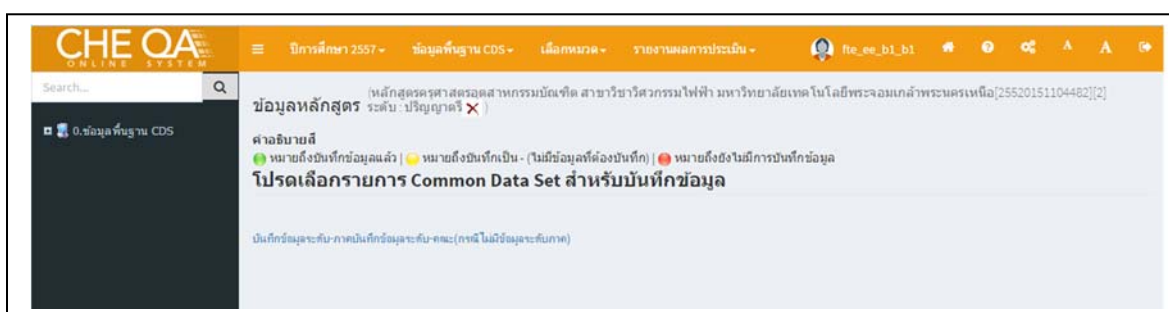 CHE QA
ONLINE SYSTEM
ปีการศึกษา 2557
ข้อมูลพื้นฐาน CDS
เลือกหมวด
รายงานผลการประเมิน
fte_ee_b1_b1
A
A
Search...
0.ข้อมูลพื้นฐาน CDS
ข้อมูลหลักสูตร (หลักสูตรครุศาสตรอุตสาหกรรมบัณฑิต สาขาวิชาวิศวกรรมไฟฟ้า มหาวิทยาลัยเทคโนโลยีพระจอมเกล้าพระนครเหนือ[25520151104482][2]
ระดับ : ปริญญาตรี )
คำอธิบายสี
หมายถึงบันทึกข้อมูลแล้ว | หมายถึงบันทึกเป็น - (ไม่มีข้อมูลที่ต้องบันทึก) | หมายถึงยังไม่มีการบันทึกข้อมูล
โปรดเลือกรายการ Common Data Set สำหรับบันทึกข้อมูล
บันทึกข้อมูลระดับ-ภาคบันทึกข้อมูลระดับ-คณะ(กรณีไม่มีข้อมูลระดับภาค)